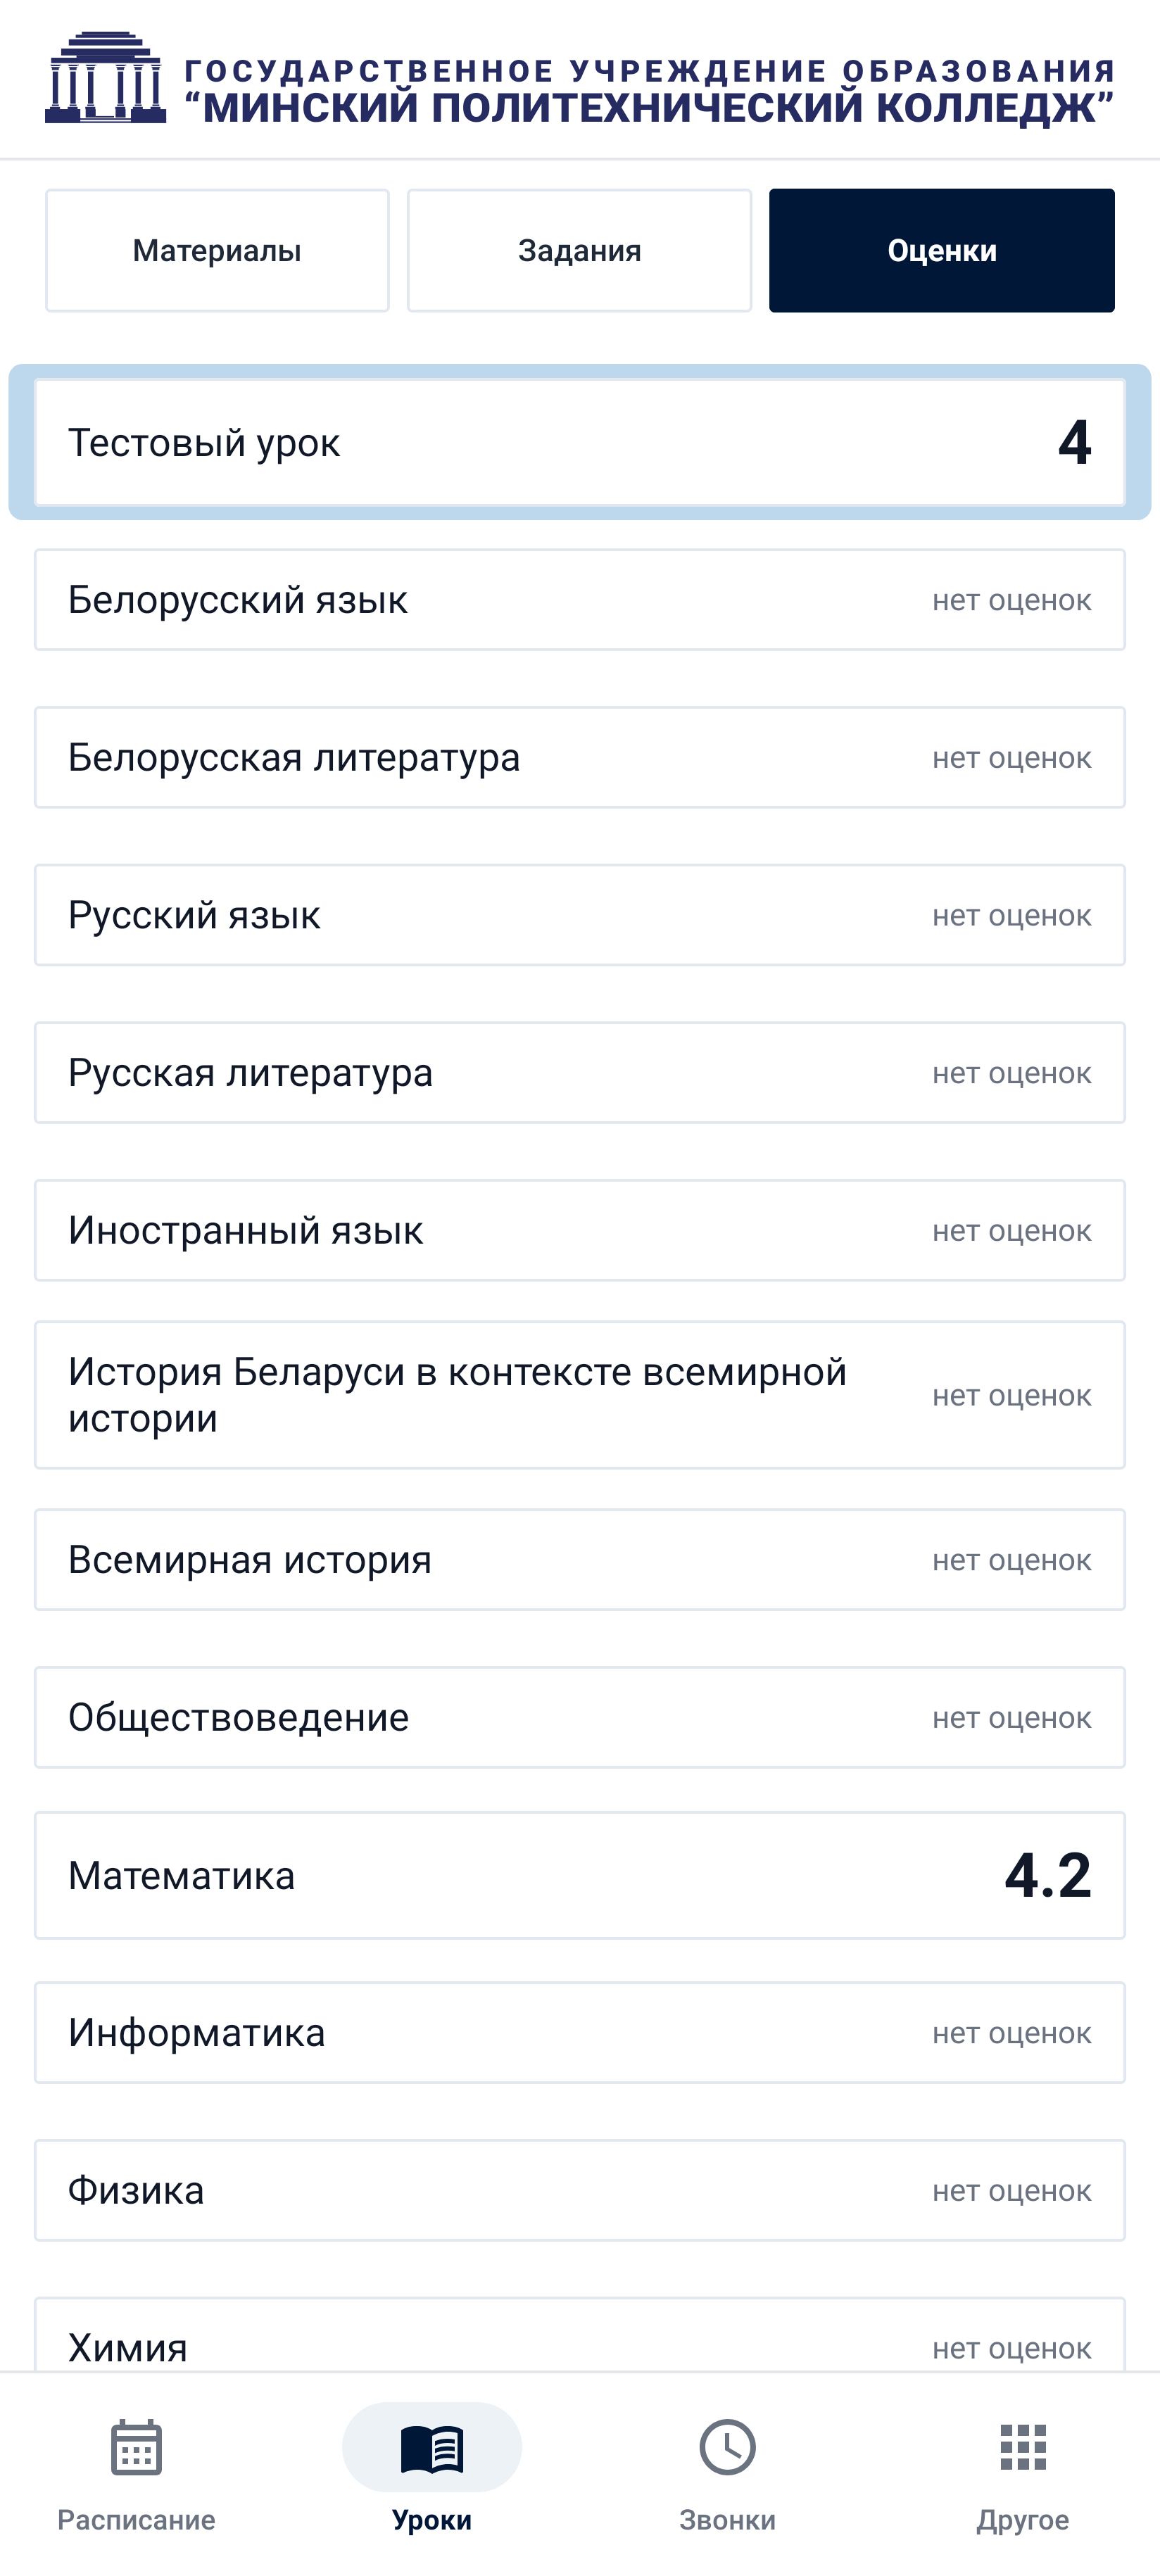 ГОСУДАРСТВЕННОЕ УЧРЕЖДЕНИЕ ОБРАЗОВАНИЯ
“МИНСКИЙ ПОЛИТЕХНИЧЕСКИЙ КОЛЛЕДЖ”
Материалы Задания Оценки
Тестовый урок 4
Белорусский язык нет оценок
Белорусская литература нет оценок
Русский язык нет оценок
Русская литература нет оценок
Иностранный язык нет оценок
История Беларуси в контексте всемирной
истории нет оценок
Всемирная история нет оценок
Обществоведение нет оценок
Математика 4.2
Информатика нет оценок
Физика нет оценок
Химия нет оценок
Расписание Уроки Звонки Другое